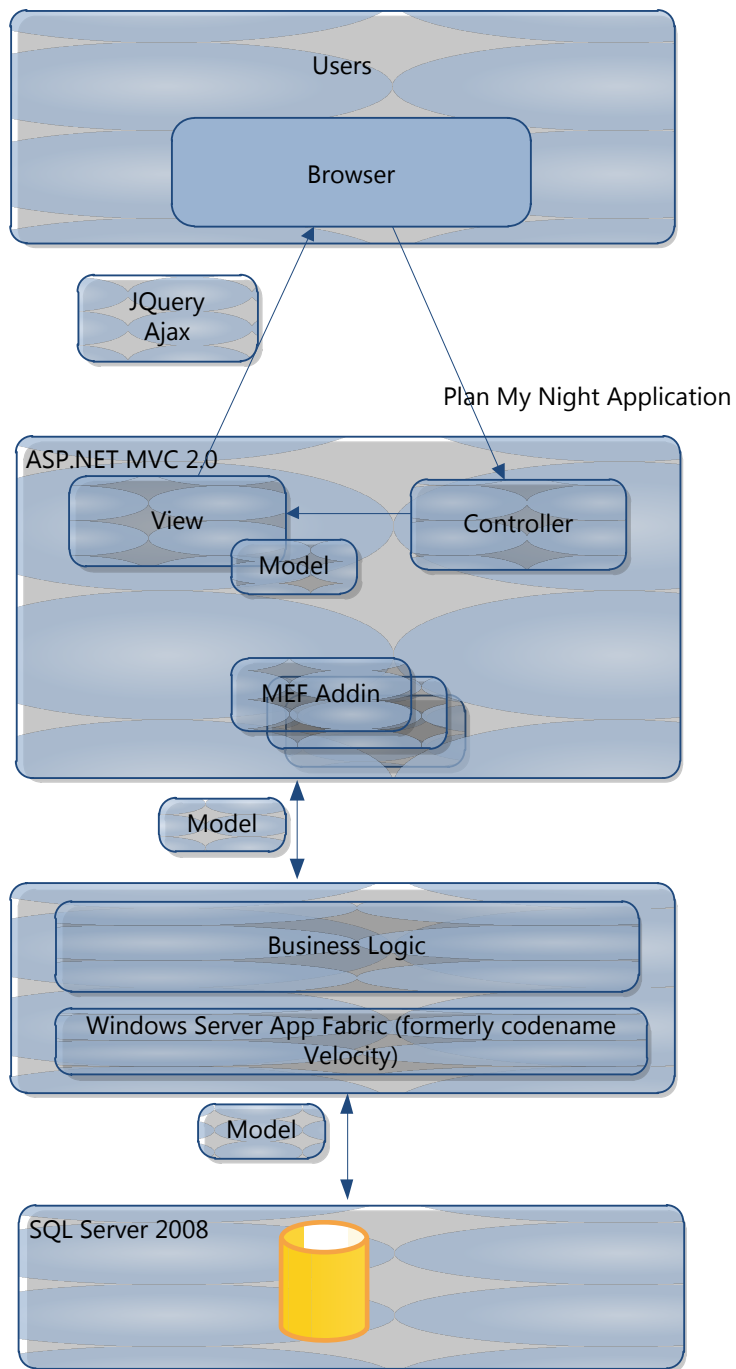 Users
Browser
JQuery
Ajax
Plan My Night Application
ASP.NET MVC 2.0
View
Controller
Model
MEF Addin
Model
Business Logic
Windows Server App Fabric (formerly codename
Velocity)
Model
SQL Server 2008